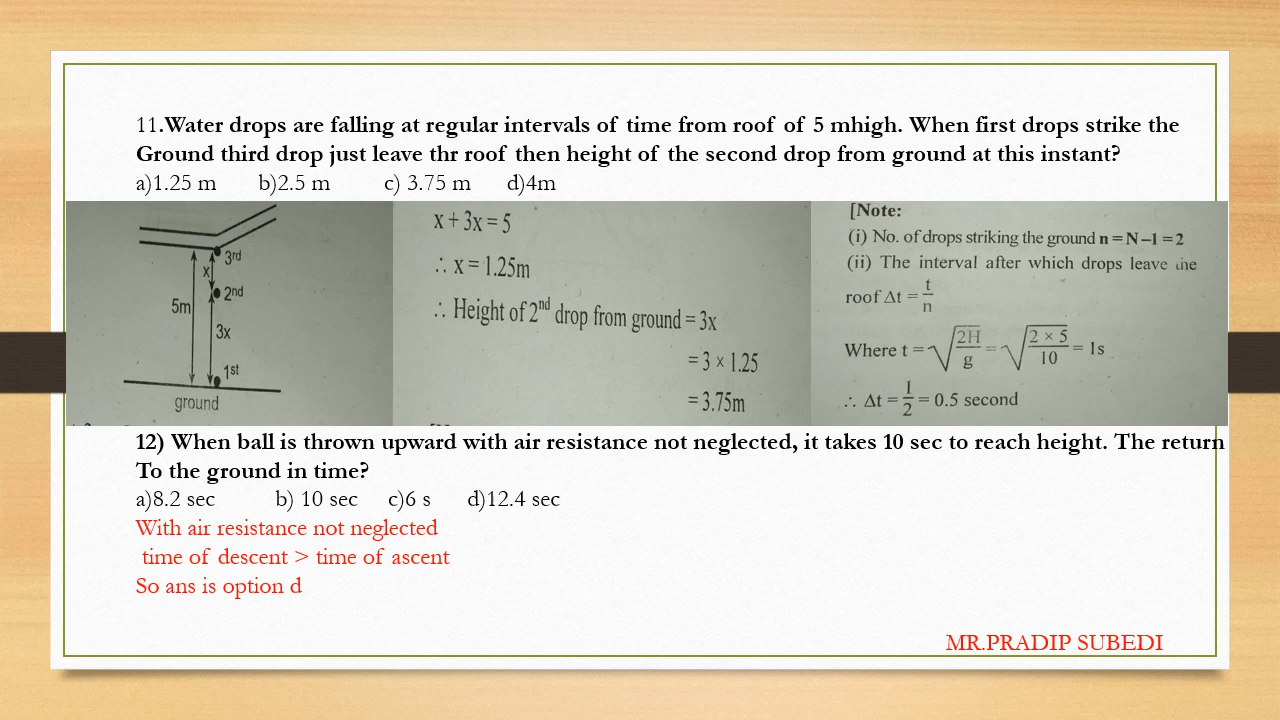 11.Water drops are falling at regular intervals of time from roof of 5 mhigh. When first drops strike the
Ground third drop just leave thr roof then height of the second drop from ground at this instant?
a)1.25 m b)2.5 m c) 3.75 m d)4m
3rd
x
2nd
5m
3x
1st
ground
x + 3x = 5
∴ x = 1.25m
∴ Height of 2nd drop from ground = 3x
= 3 × 1.25
= 3.75m
[Note:
(i) No. of drops striking the ground n = N–1 = 2
(ii) The interval after which drops leave the
roof Δt = t/n
Where t = √(2H/g) = √(2 × 5/10) = 1s
∴ Δt = 1/2 = 0.5 second
12) When ball is thrown upward with air resistance not neglected, it takes 10 sec to reach height. The return
To the ground in time?
a)8.2 sec b) 10 sec c)6 s d)12.4 sec
With air resistance not neglected
time of descent > time of ascent
So ans is option d
MR.PRADIP SUBEDI